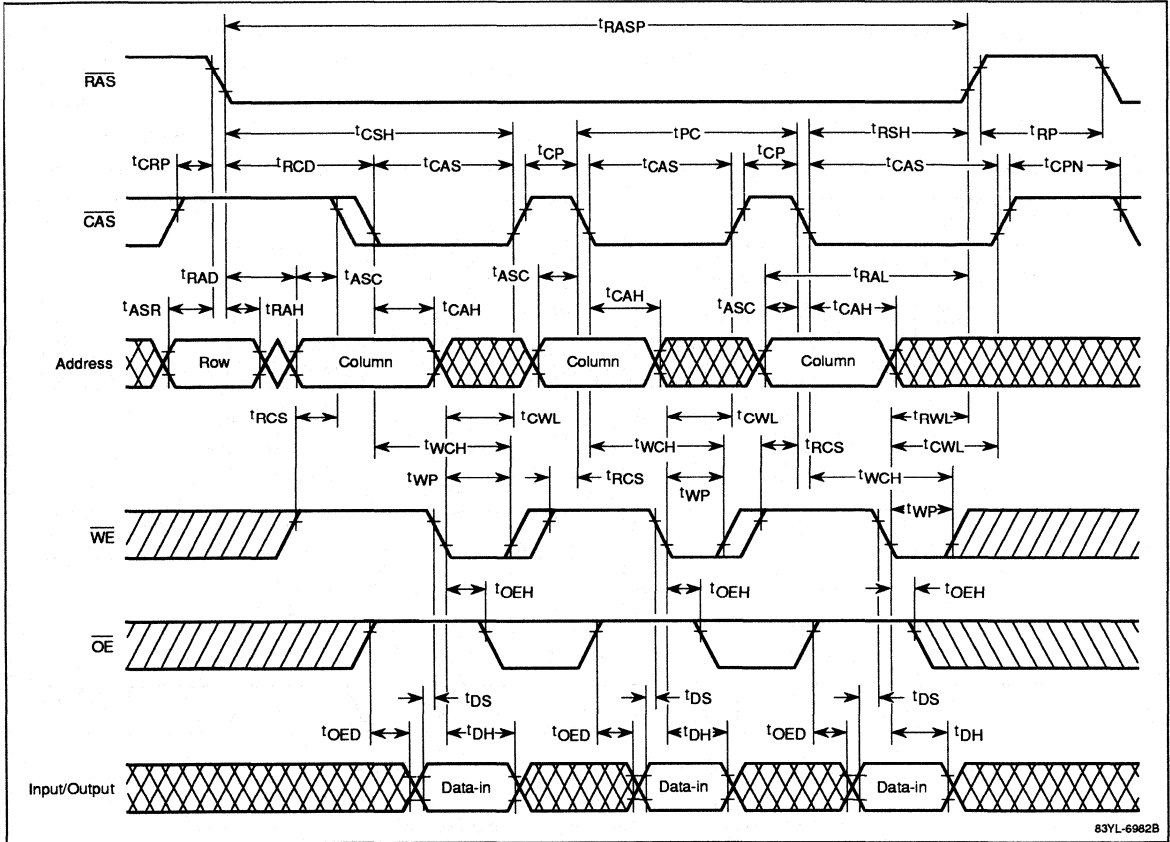 tRASP
RAS
tCSH tPC tRSH tRP
tCRP tRCD tCAS tCP tCAS tCP tCAS tCPN
CAS
tRAD tASC tASC tRAL
tASR tRAH tCAH tCAH tASC tCAH
Address Row Column Column Column
tRCS tCWL tCWL tRWL
tWCH tWCH tRCS tCWL
tWP tRCS tWP tWCH
tWP
WE
tOEH tOEH tOEH
OE
tDS tDS tDS
tOED tDH tOED tDH tOED tDH
Input/Output Data-in Data-in Data-in
83YL-6982B